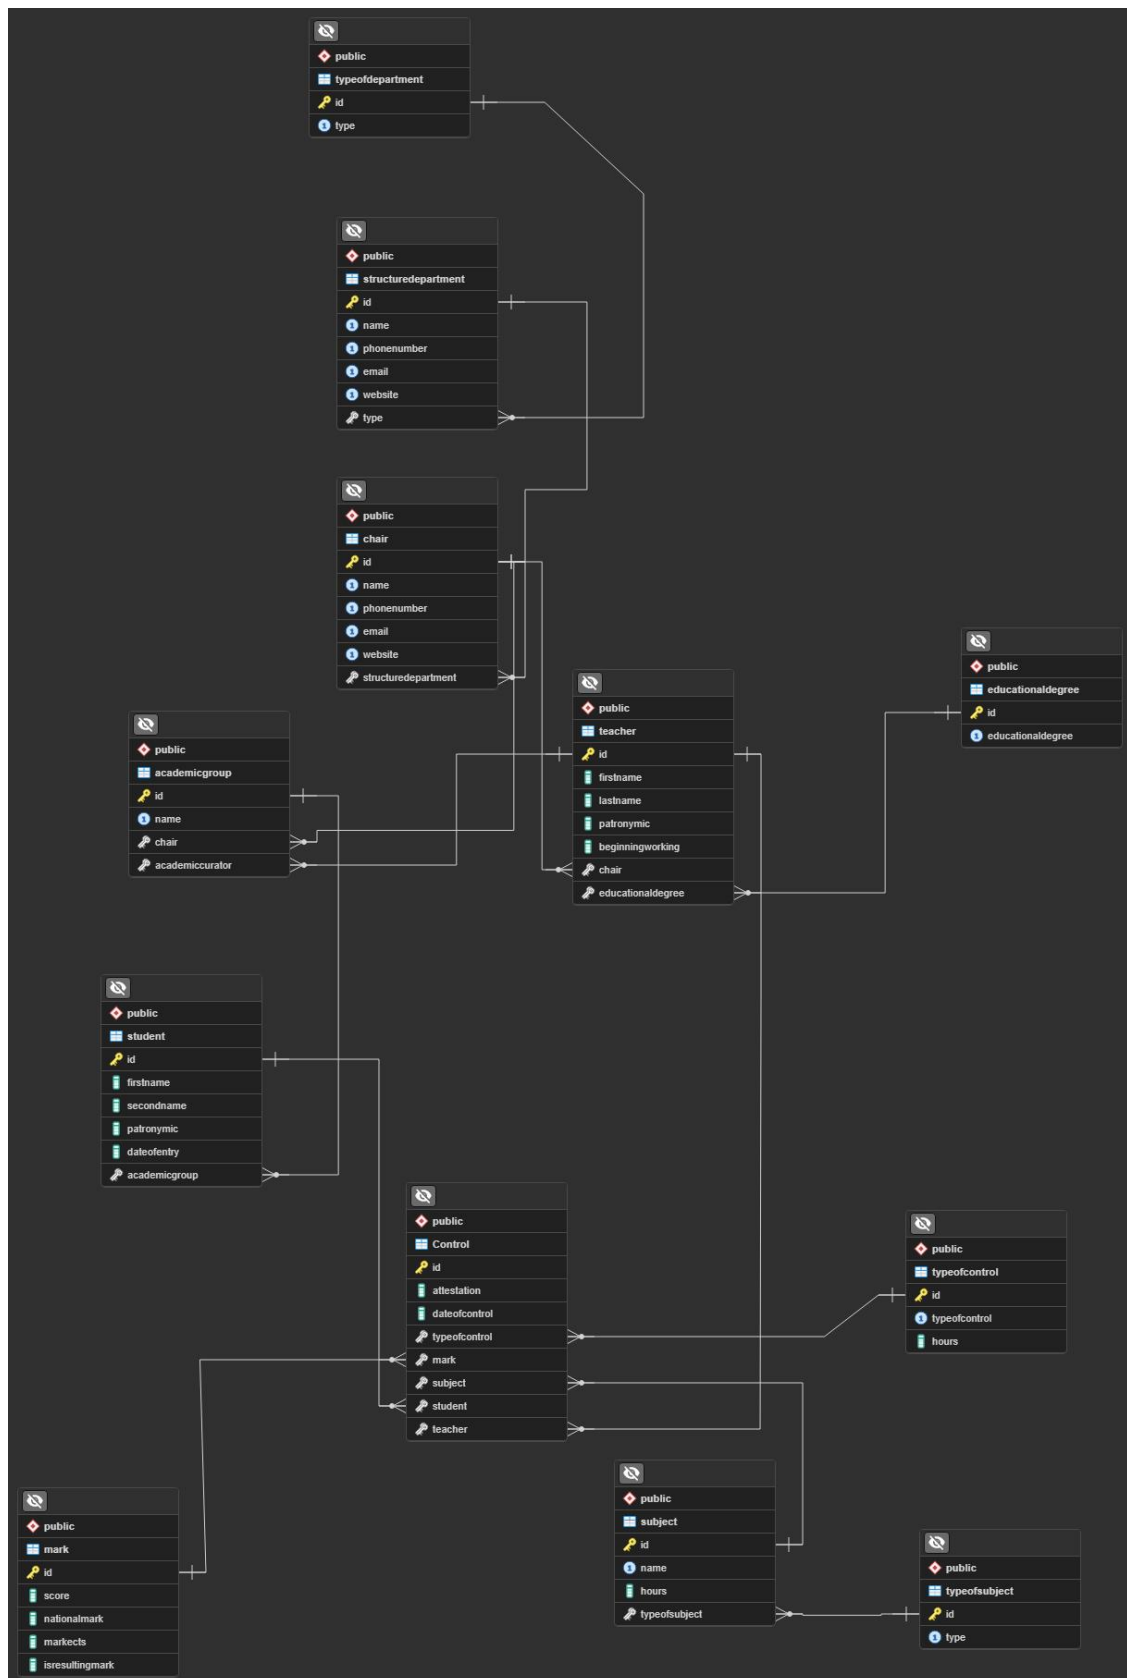 public
typeofdepartment
id
type
public
structuredepartment
id
name
phonenumber
email
website
type
public
chair
id
name
phonenumber
email
website
structuredepartment
public
educationaldegree
id
educationaldegree
public
teacher
id
firstname
lastname
patronymic
beginningworking
chair
educationaldegree
public
academicgroup
id
name
chair
academiccurator
public
student
id
firstname
secondname
patronymic
dateofentry
academicgroup
public
Control
id
attestation
dateofcontrol
typeofcontrol
mark
subject
student
teacher
public
typeofcontrol
id
typeofcontrol
hours
public
subject
id
name
hours
typeofsubject
public
mark
id
score
nationalmark
markects
isresultingmark
public
typeofsubject
id
type